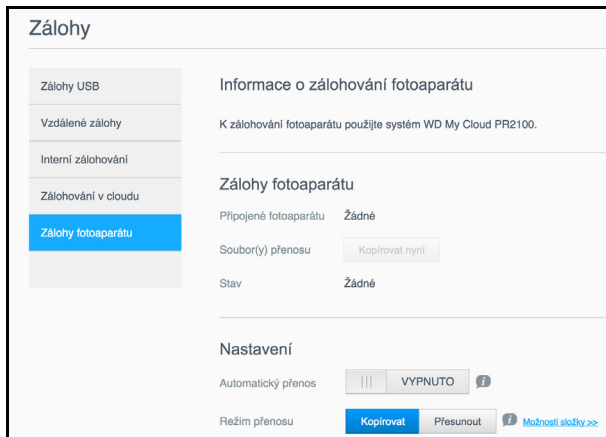 Zálohy
Zálohy USB
Vzdálené zálohy
Interní zálohování
Zálohování v cloudu
Zálohy fotoaparátu
Informace o zálohování fotoaparátu
K zálohování fotoaparátu použijte systém WD My Cloud PR2100.
Zálohy fotoaparátu
Připojené fotoaparátu Žádné
Soubor(y) přenosu Kopírovat nyní
Stav Žádné
Nastavení
Automatický přenos VYPNUTO i
Režim přenosu Kopírovat Přesunout i Možnosti složky >>